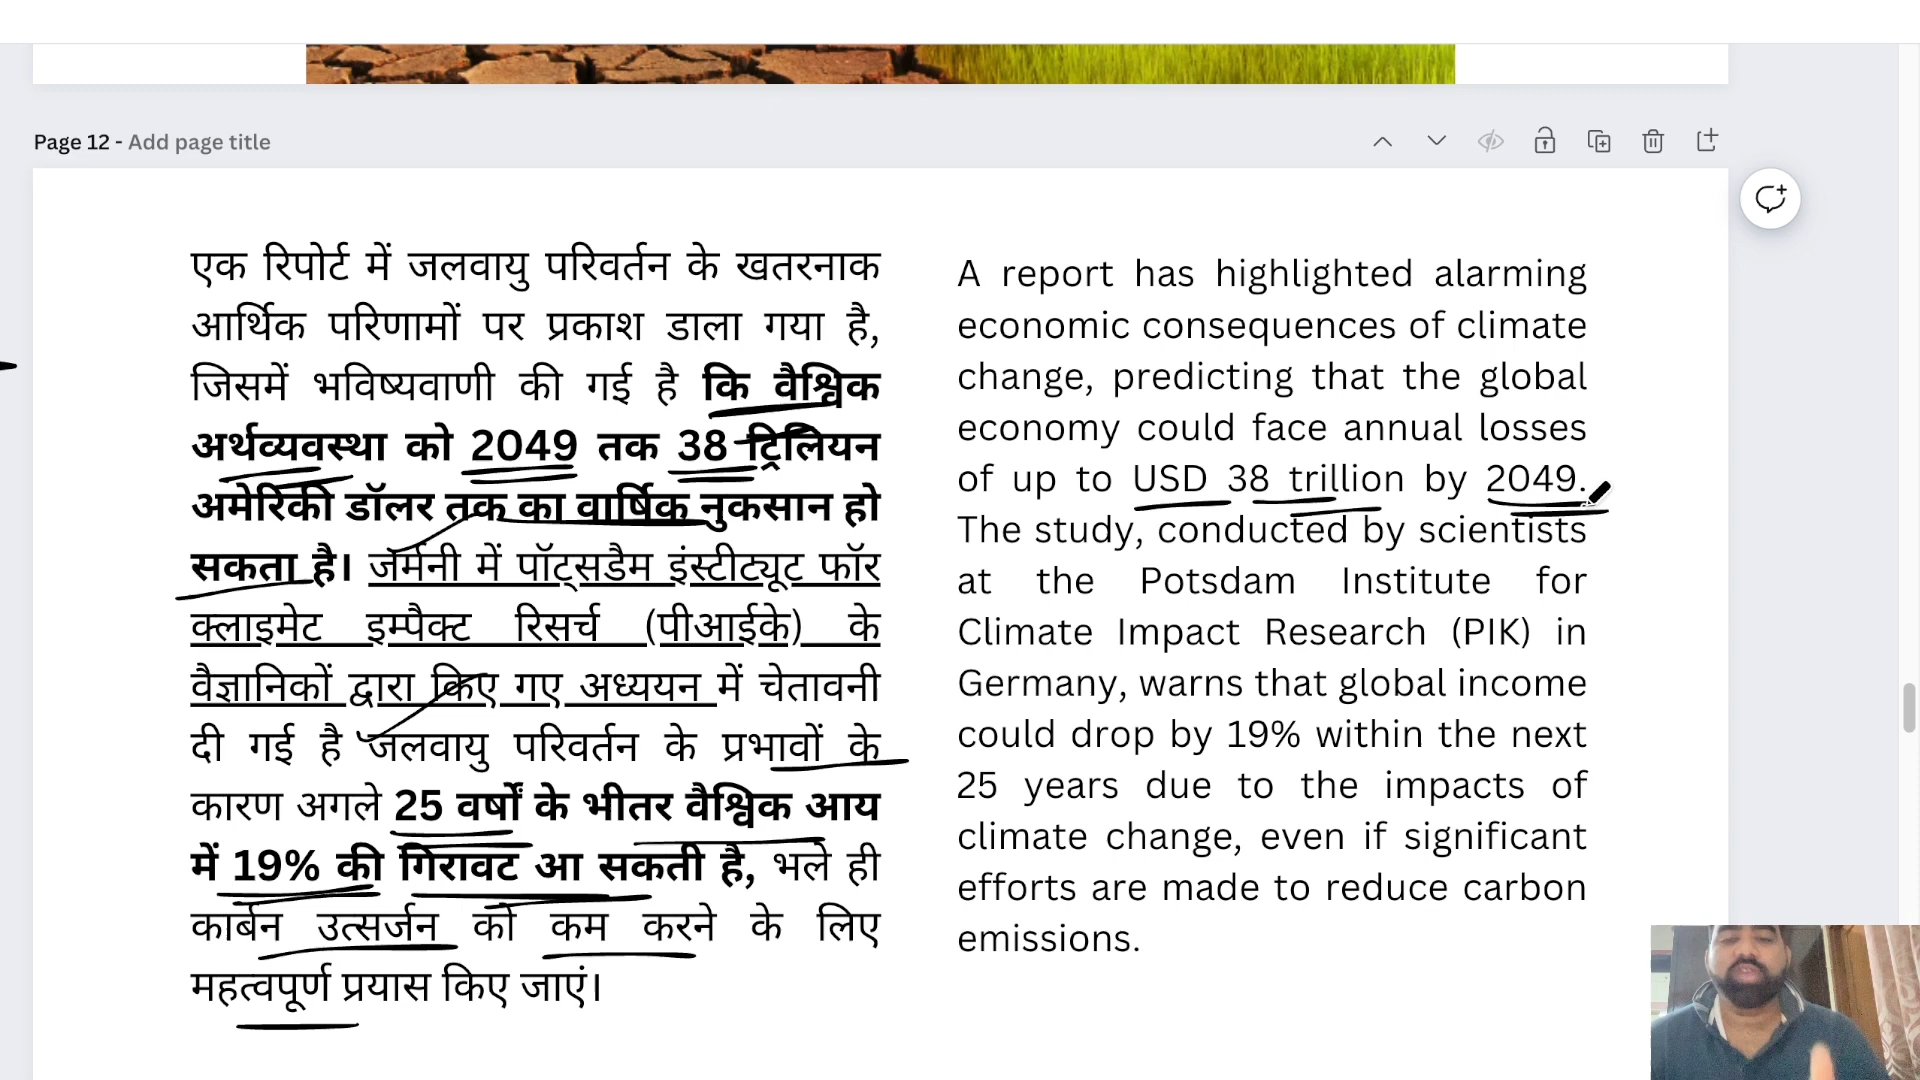 Page 12 - Add page title
एक रिपोर्ट में जलवायु परिवर्तन के खतरनाक
आर्थिक परिणामों पर प्रकाश डाला गया है,
जिसमें भविष्यवाणी की गई है कि वैश्विक
अर्थव्यवस्था को 2049 तक 38 ट्रिलियन
अमेरिकी डॉलर तक का वार्षिक नुकसान हो
सकता है। जर्मनी में पॉट्सडैम इंस्टीट्यूट फॉर
क्लाइमेट इम्पैक्ट रिसर्च (पीआईके) के
वैज्ञानिकों द्वारा किए गए अध्ययन में चेतावनी
दी गई है जलवायु परिवर्तन के प्रभावों के
कारण अगले 25 वर्षों के भीतर वैश्विक आय
में 19% की गिरावट आ सकती है, भले ही
कार्बन उत्सर्जन को कम करने के लिए
महत्वपूर्ण प्रयास किए जाएं।
A report has highlighted alarming
economic consequences of climate
change, predicting that the global
economy could face annual losses
of up to USD 38 trillion by 2049.
The study, conducted by scientists
at the Potsdam Institute for
Climate Impact Research (PIK) in
Germany, warns that global income
could drop by 19% within the next
25 years due to the impacts of
climate change, even if significant
efforts are made to reduce carbon
emissions.